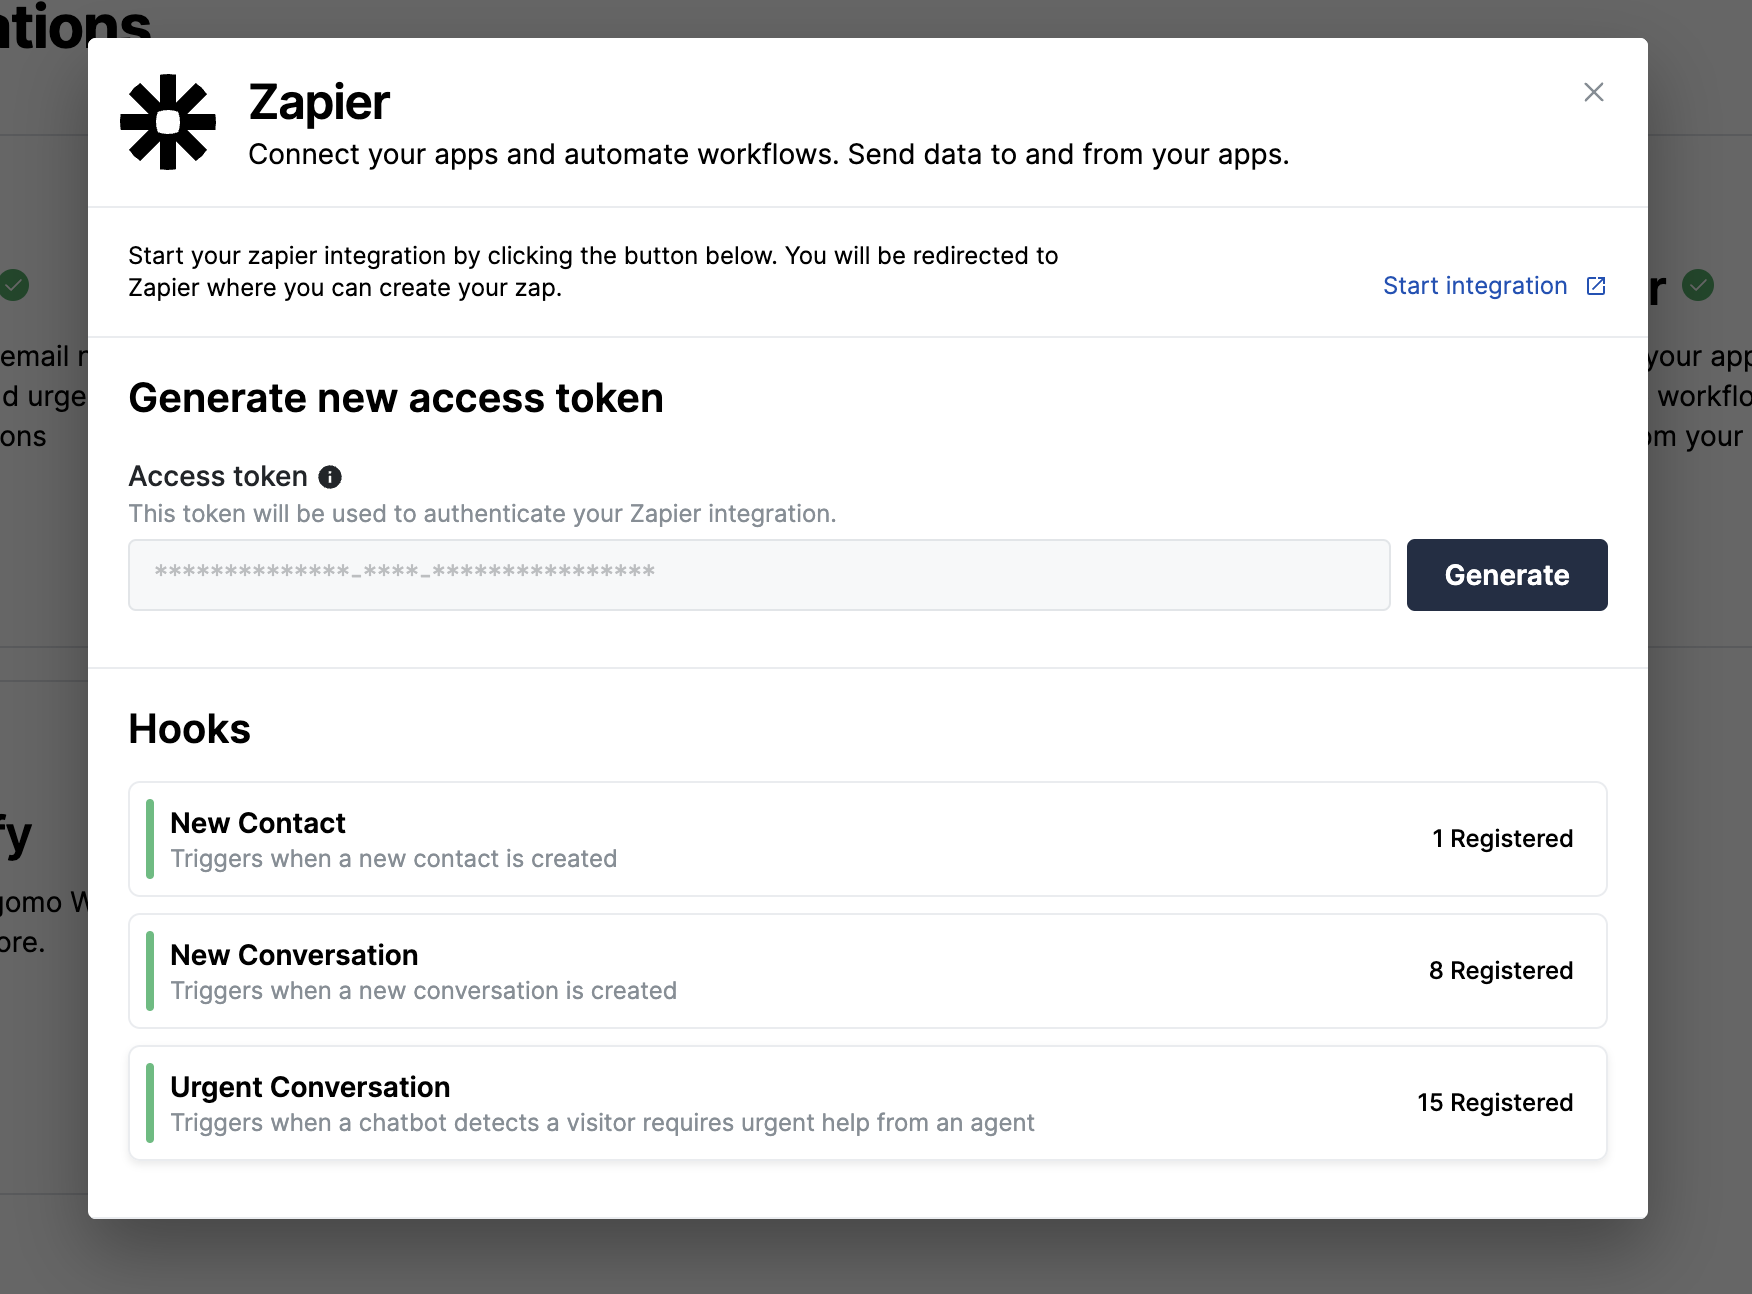 ations
Zapier
Connect your apps and automate workflows. Send data to and from your apps.
Start your zapier integration by clicking the button below. You will be redirected to
Zapier where you can create your zap.
Start integration
Generate new access token
Access token
This token will be used to authenticate your Zapier integration.
**************-****-****************
Generate
Hooks
New Contact
Triggers when a new contact is created
1 Registered
New Conversation
Triggers when a new conversation is created
8 Registered
Urgent Conversation
Triggers when a chatbot detects a visitor requires urgent help from an agent
15 Registered
email
d urge
ons
r
your app
workflo
om your
fy
gomo W
ore.